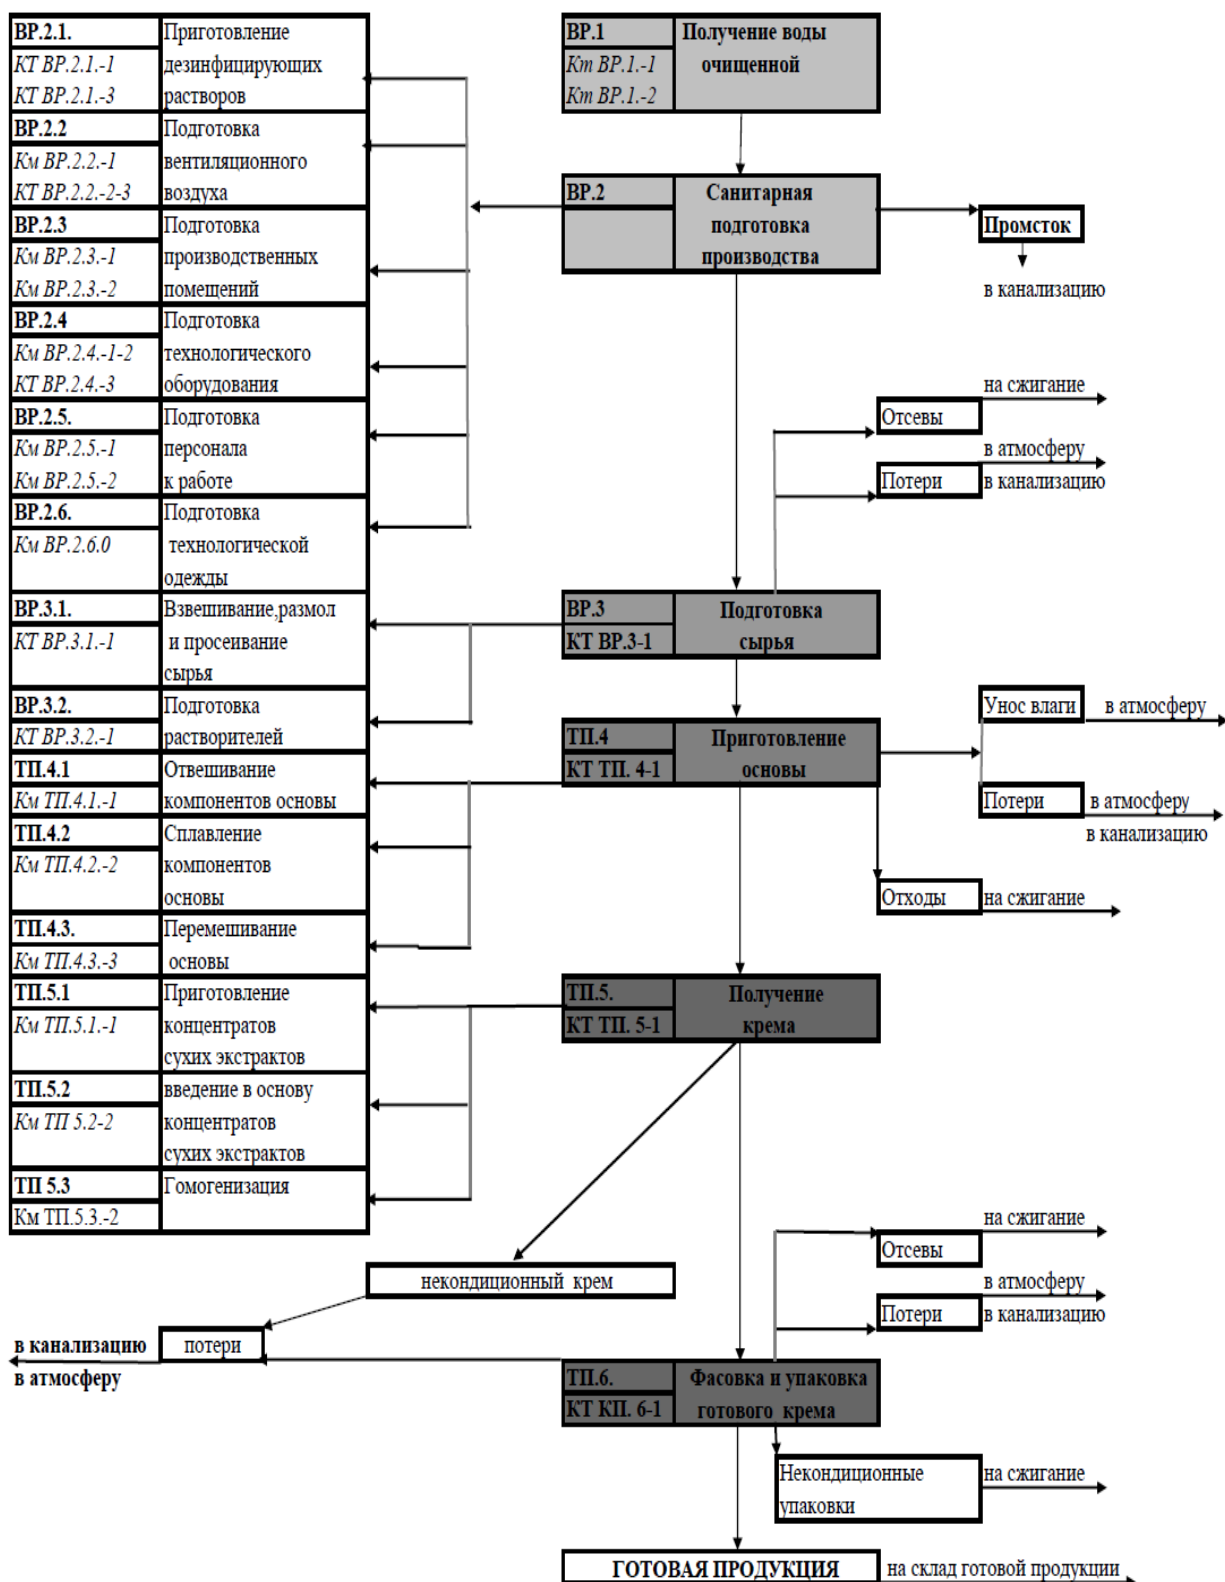 ВР.2.1. Приготовление
КТ ВР.2.1.-1 дезинфицирующих
КТ ВР.2.1.-3 растворов
ВР.2.2 Подготовка
Км ВР.2.2.-1 вентиляционного
КТ ВР.2.2.-2-3 воздуха
ВР.2.3 Подготовка
Км ВР.2.3.-1 производственных
Км ВР.2.3.-2 помещений
ВР.2.4 Подготовка
Км ВР.2.4.-1-2 технологического
КТ ВР.2.4.-3 оборудования
ВР.2.5. Подготовка
Км ВР.2.5.-1 персонала
Км ВР.2.5.-2 к работе
ВР.2.6. Подготовка
Км ВР.2.6.0 технологической
одежды
ВР.3.1. Взвешивание,размол
КТ ВР.3.1.-1 и просеивание
сырья
ВР.3.2. Подготовка
КТ ВР.3.2.-1 растворителей
ТП.4.1 Отвешивание
Км ТП.4.1.-1 компонентов основы
ТП.4.2 Сплавление
Км ТП.4.2.-2 компонентов
основы
ТП.4.3. Перемешивание
Км ТП.4.3.-3 основы
ТП.5.1 Приготовление
Км ТП.5.1.-1 концентратов
сухих экстрактов
ТП.5.2 введение в основу
Км ТП 5.2-2 концентратов
сухих экстрактов
ТП 5.3 Гомогенизация
Км ТП.5.3.-2
ВР.1 Получение воды
Кт ВР.1.-1 очищенной
Кт ВР.1.-2
ВР.2 Санитарная
подготовка
производства
Промсток
в канализацию
на сжигание
Отсевы
в атмосферу
Потери в канализацию
ВР.3 Подготовка
КТ ВР.3-1 сырья
Унос влаги в атмосферу
ТП.4 Приготовление
КТ ТП. 4-1 основы
Потери в атмосферу
в канализацию
Отходы на сжигание
ТП.5. Получение
КТ ТП. 5-1 крема
некондиционный крем
на сжигание
Отсевы
в атмосферу
Потери в канализацию
в канализацию потери
в атмосферу
ТП.6. Фасовка и упаковка
КТ КП. 6-1 готового крема
Некондиционные на сжигание
упаковки
ГОТОВАЯ ПРОДУКЦИЯ на склад готовой продукции